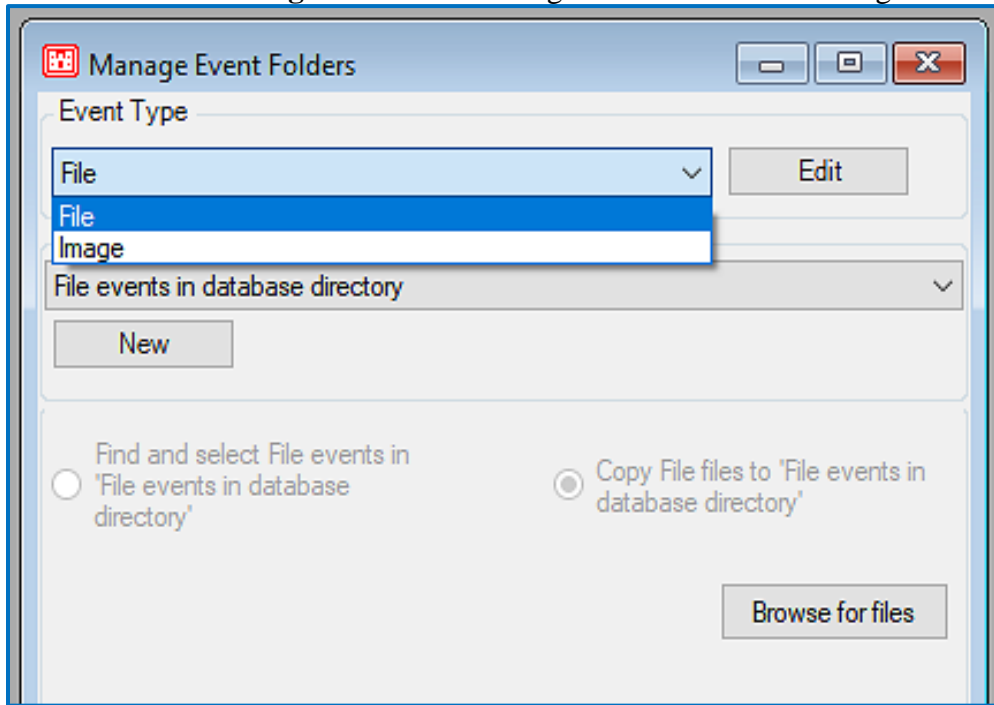 Manage Event Folders
Event Type
File
Edit
File
Image
File events in database directory
New
Find and select File events in
'File events in database
directory'
Copy File files to 'File events in
database directory'
Browse for files